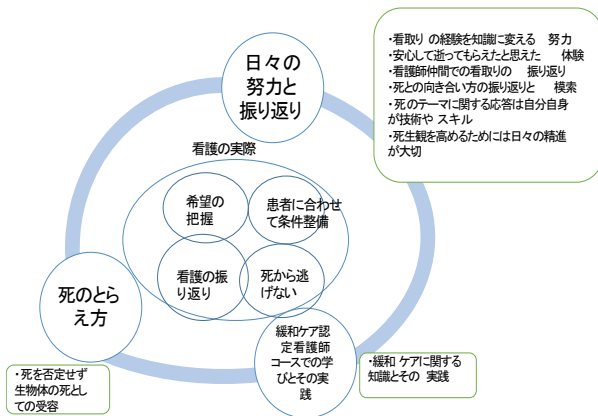 日々の
努力と
振り返り
・看取り の経験を知識に変える 努力
・安心して逝ってもらえたと思えた 体験
・看護師仲間での看取りの 振り返り
・死との向き合い方の振り返りと 模索
・死のテーマに関する応答は自分自身
が技術や スキル
・死生観を高めるためには日々の精進
が大切
看護の実際
希望の
把握
患者に合わせ
て条件整備
看護の振
り返り
死から逃
げない
死のとら
え方
緩和ケア認
定看護師
コースでの学
びとその実
践
・死を否定せず
生物体の死とし
ての受容
・緩和 ケアに関する
知識とその 実践